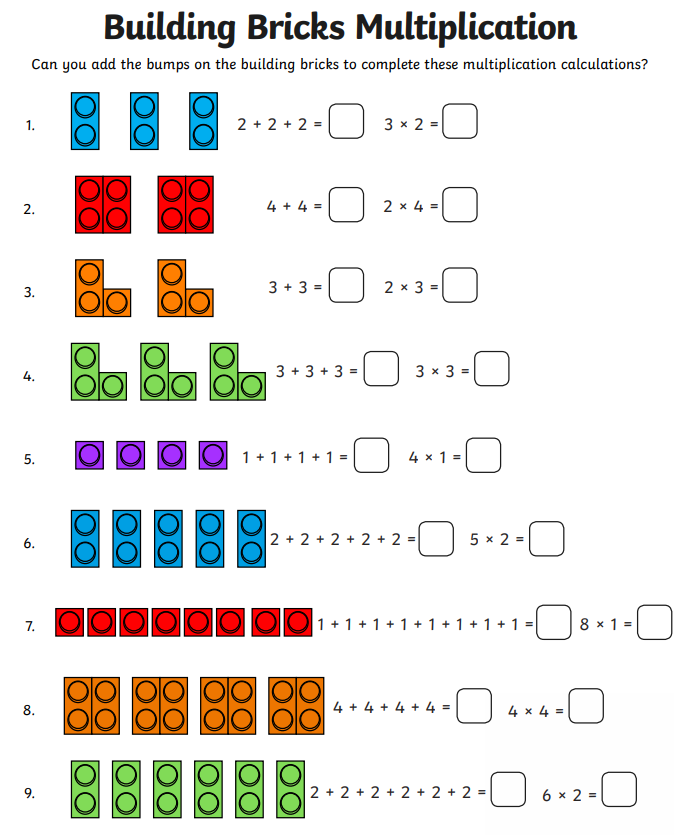 Building Bricks Multiplication
Can you add the bumps on the building bricks to complete these multiplication calculations?
1. 2 + 2 + 2 = 3 × 2 =
2. 4 + 4 = 2 × 4 =
3. 3 + 3 = 2 × 3 =
4. 3 + 3 + 3 = 3 × 3 =
5. 1 + 1 + 1 + 1 = 4 × 1 =
6. 2 + 2 + 2 + 2 + 2 = 5 × 2 =
7. 1 + 1 + 1 + 1 + 1 + 1 + 1 + 1 = 8 × 1 =
8. 4 + 4 + 4 + 4 = 4 × 4 =
9. 2 + 2 + 2 + 2 + 2 + 2 = 6 × 2 =